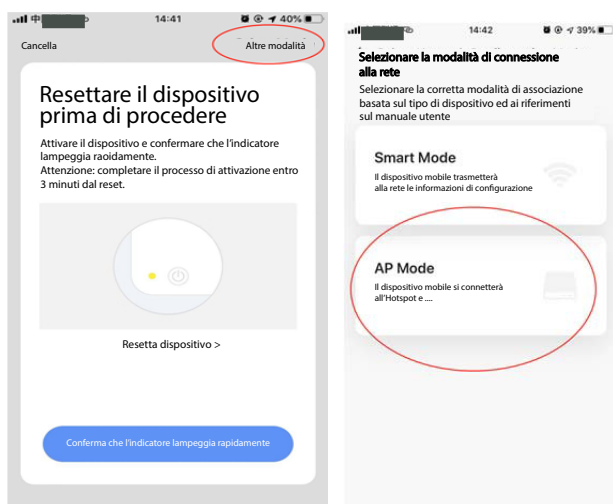 中
14:41
40%
Cancella
Altre modalità
Resettare il dispositivo
prima di procedere
Attivare il dispositivo e confermare che l'indicatore
lampeggia raoidamente.
Attenzione: completare il processo di attivazione entro
3 minuti dal reset.
Resetta dispositivo >
Conferma che l'indicatore lampeggia rapidamente
14:42
39%
Selezionare la modalità di connessione
alla rete
Selezionare la corretta modalità di associazione
basata sul tipo di dispositivo ed ai riferimenti
sul manuale utente
Smart Mode
Il dispositivo mobile trasmetterà
alla rete le informazioni di configurazione
AP Mode
Il dispositivo mobile si connetterà
all'Hotspot e ....